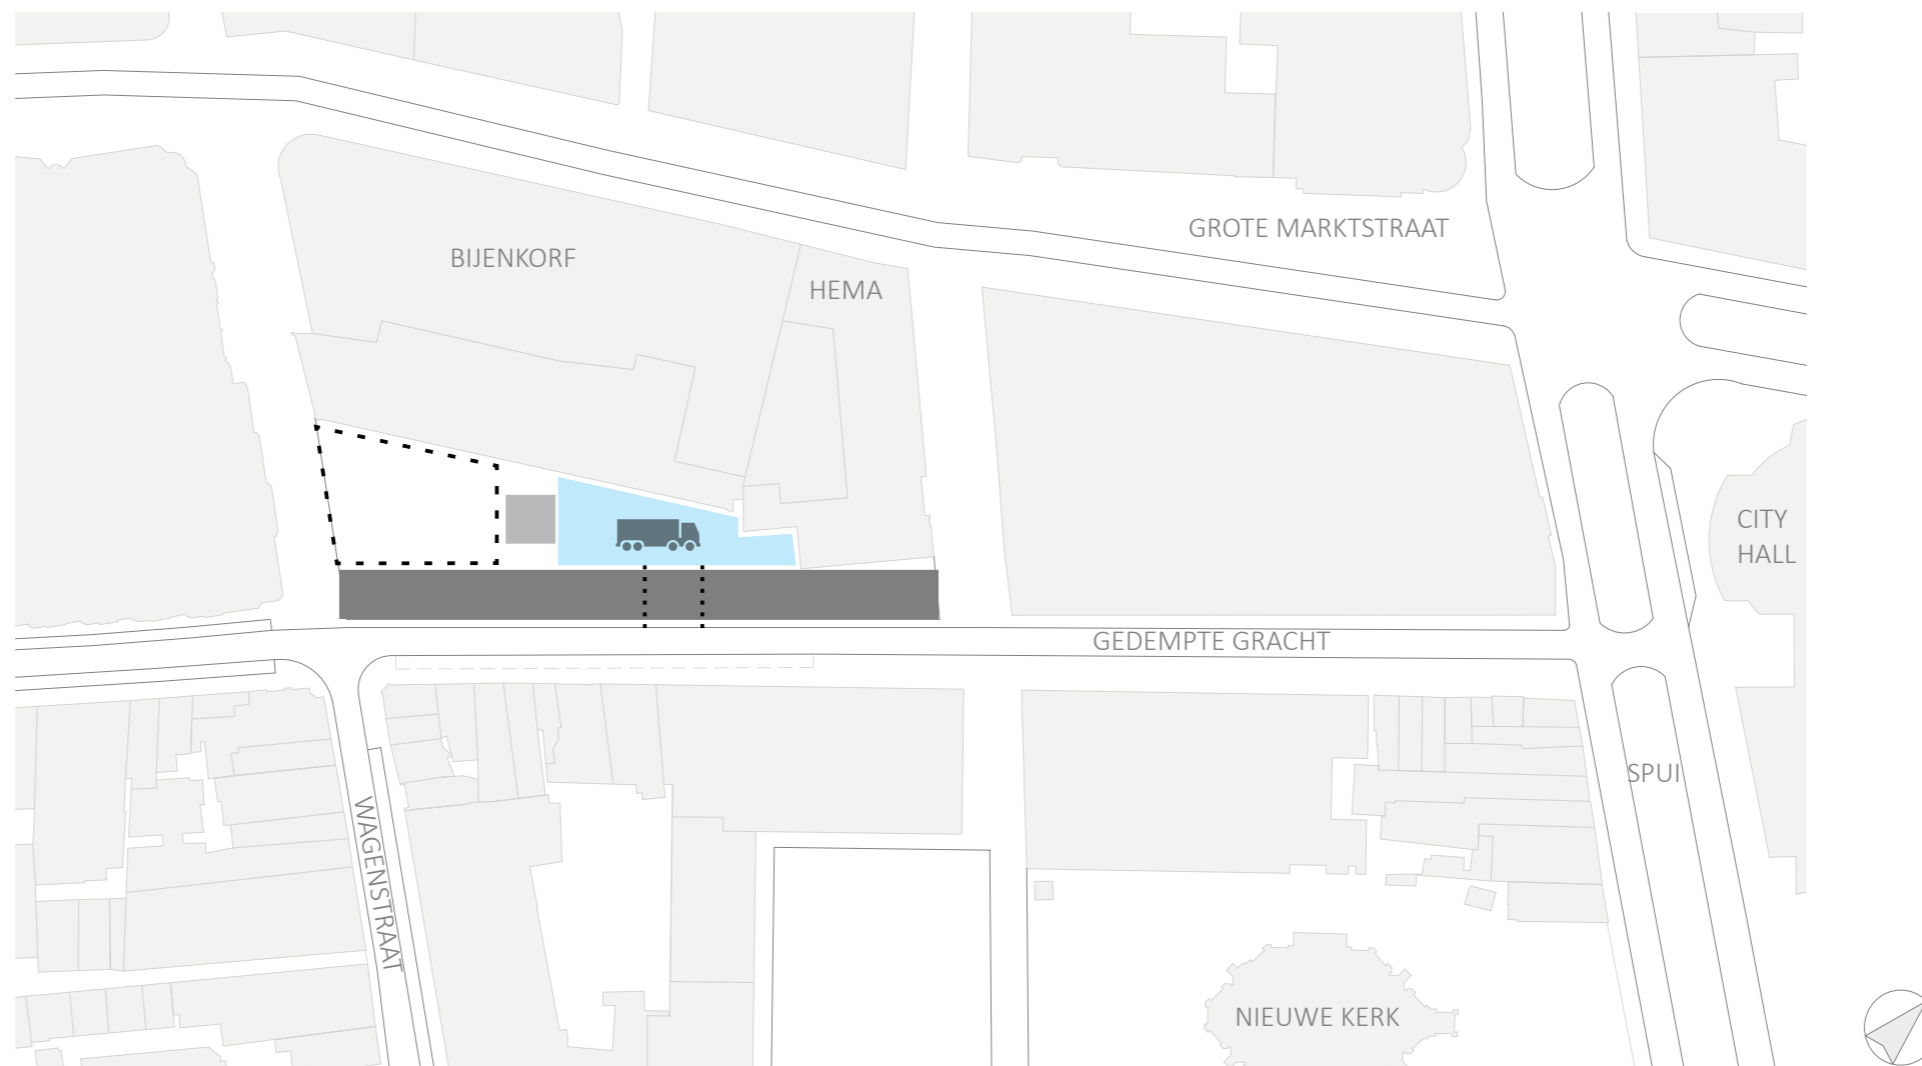 GROTE MARKTSTRAAT
BIJENKORF
HEMA
CITY
HALL
GEDEMPTE GRACHT
SPUI
WAGENSTRAAT
NIEUWE KERK